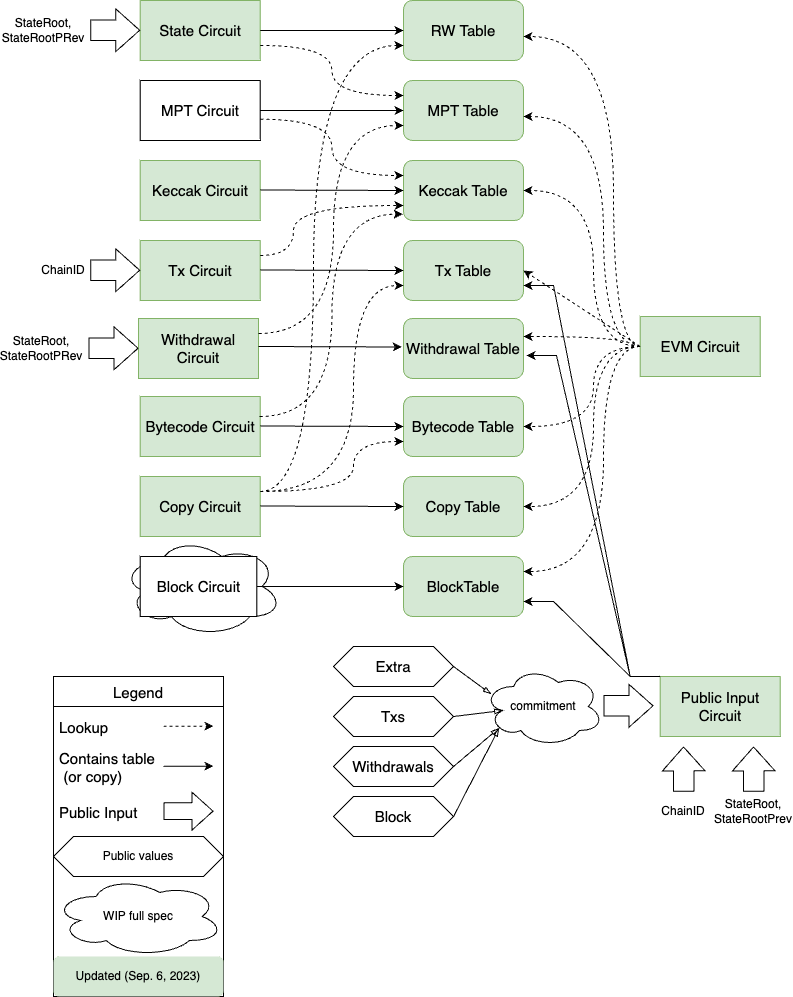 StateRoot,
StateRootPRev
State Circuit
RW Table
MPT Circuit
MPT Table
Keccak Circuit
Keccak Table
ChainID
Tx Circuit
Tx Table
StateRoot,
StateRootPRev
Withdrawal
Circuit
Withdrawal Table
EVM Circuit
Bytecode Circuit
Bytecode Table
Copy Circuit
Copy Table
Block Circuit
BlockTable
Extra
Txs
Withdrawals
Block
commitment
Public Input
Circuit
ChainID
StateRoot,
StateRootPrev
Legend
Lookup
Contains table
(or copy)
Public Input
Public values
WIP full spec
Updated (Sep. 6, 2023)